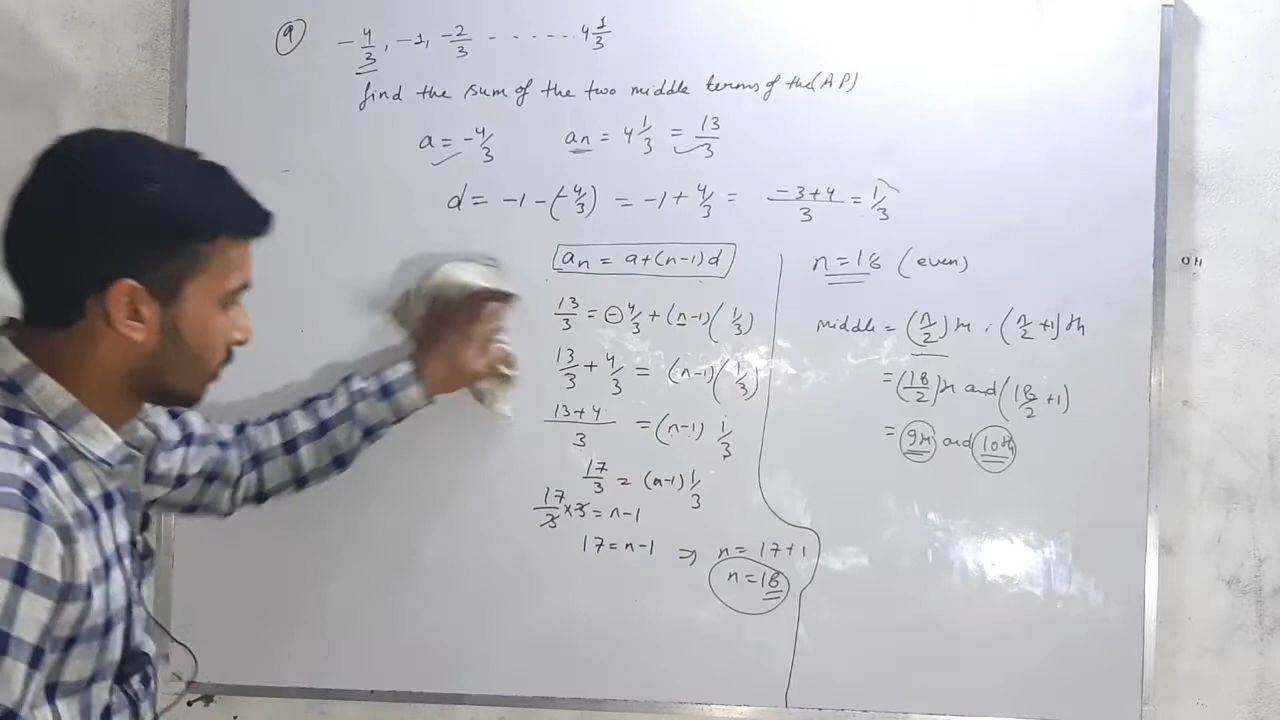 9 -4/3, -1, -2/3 ------ 4 1/3
find the sum of the two middle terms of the (A.P)
a = -4/3 an = 4 1/3 = 13/3
d = -1 - (-4/3) = -1 + 4/3 = (-3+4)/3 = 1/3
an = a+(n-1)d
13/3 = -4/3 + (n-1)(1/3)
13/3 + 4/3 = (n-1)(1/3)
(13+4)/3 = (n-1) 1/3
17/3 = (n-1) 1/3
17/3 × 3 = n-1
17 = n-1 ⇒ n = 17+1
n = 18
n = 18 (even)
middle = (n/2)th, (n/2+1)th
= (18/2)th and (18/2+1)
= 9th and 10th